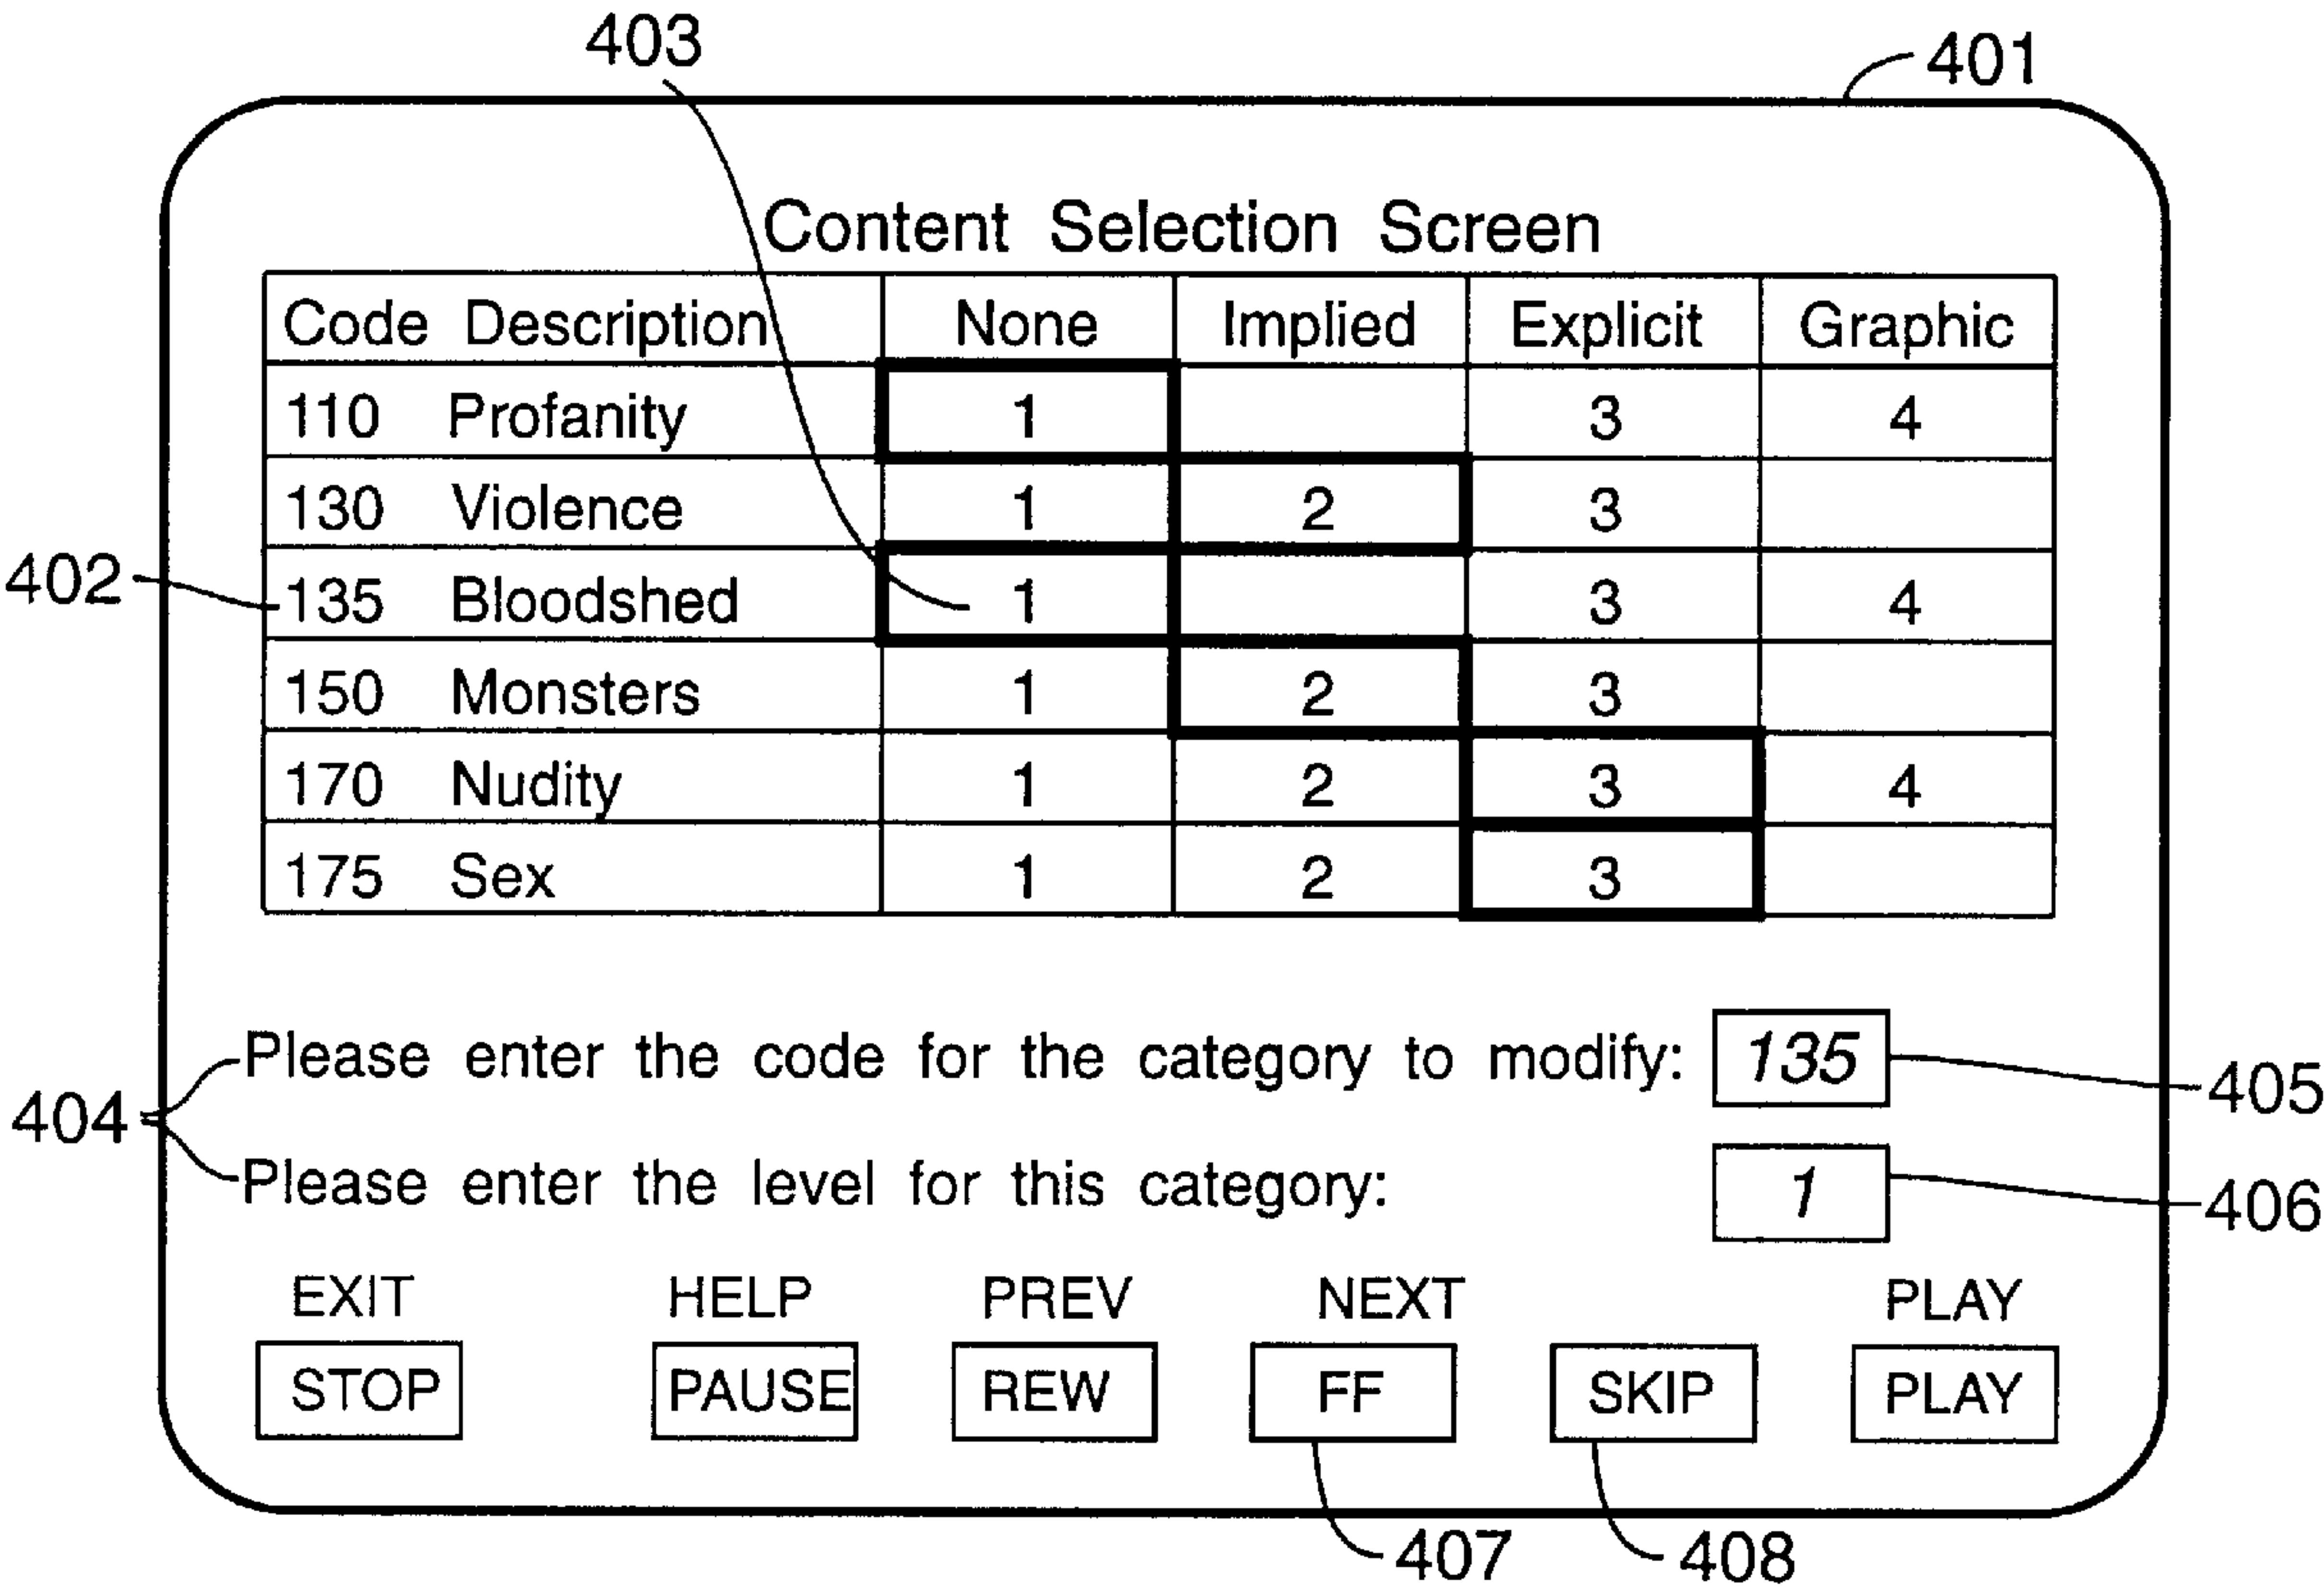 403
401
Content Selection Screen
Code Description None Implied Explicit Graphic
110 Profanity 1 3 4
130 Violence 1 2 3
402 135 Bloodshed 1 3 4
150 Monsters 1 2 3
170 Nudity 1 2 3 4
175 Sex 1 2 3
Please enter the code for the category to modify: 135
405
404
Please enter the level for this category: 1
406
EXIT HELP PREV NEXT PLAY
STOP PAUSE REW FF SKIP PLAY
407 408